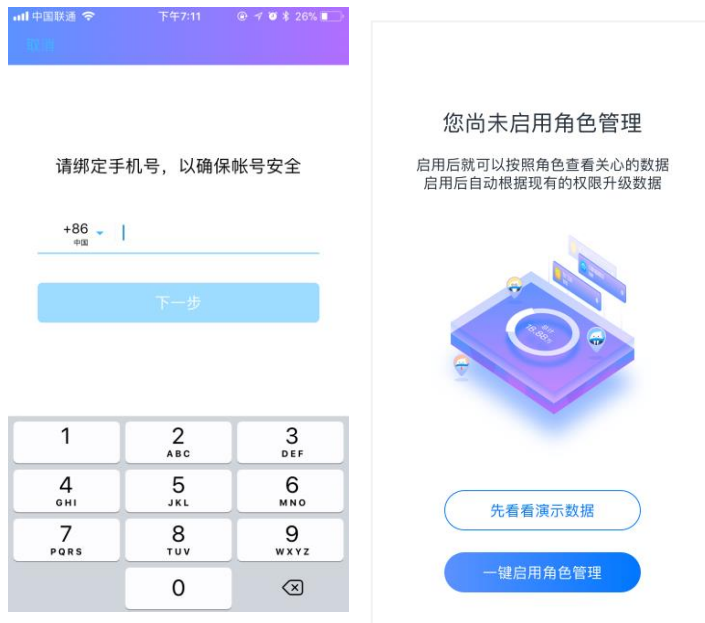 中国联通 下午7:11 26%
取消
请绑定手机号，以确保帐号安全
+86
中国
下一步
1
2
ABC
3
DEF
4
GHI
5
JKL
6
MNO
7
PQRS
8
TUV
9
WXYZ
0
您尚未启用角色管理
启用后就可以按照角色查看关心的数据
启用后自动根据现有的权限升级数据
18.88
先看看演示数据
一键启用角色管理